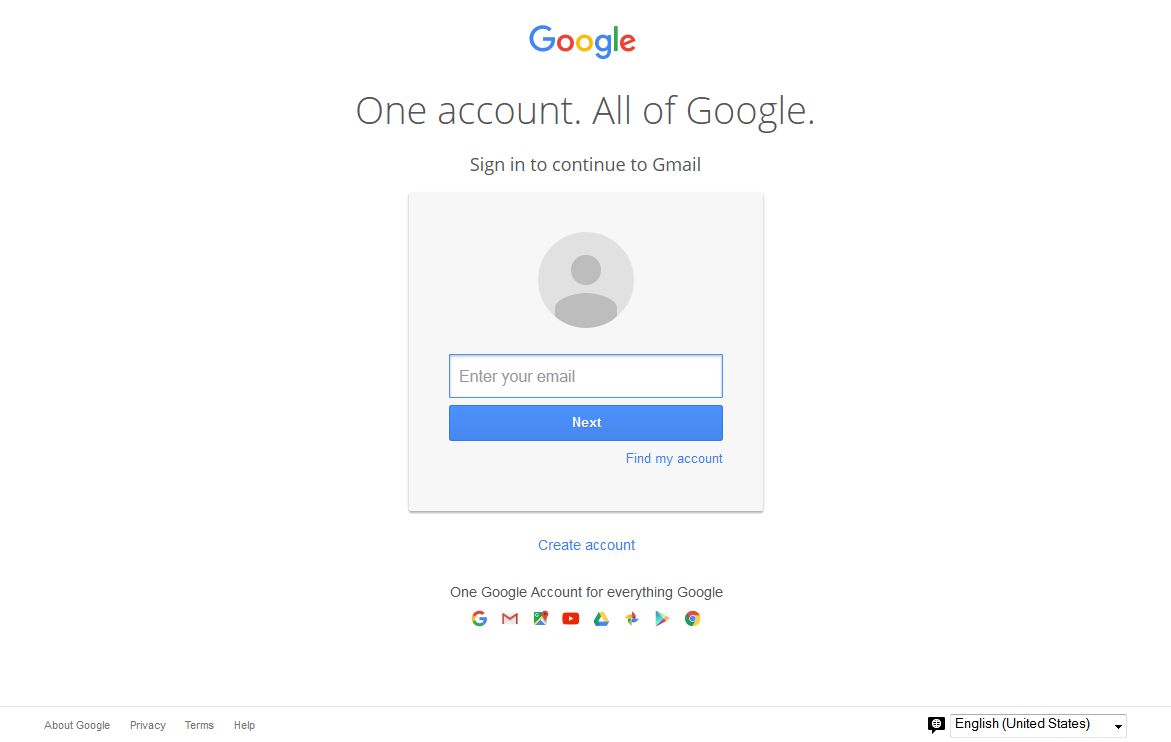 Google
One account. All of Google.
Sign in to continue to Gmail
Enter your email
Next
Find my account
Create account
One Google Account for everything Google
About Google Privacy Terms Help English (United States)